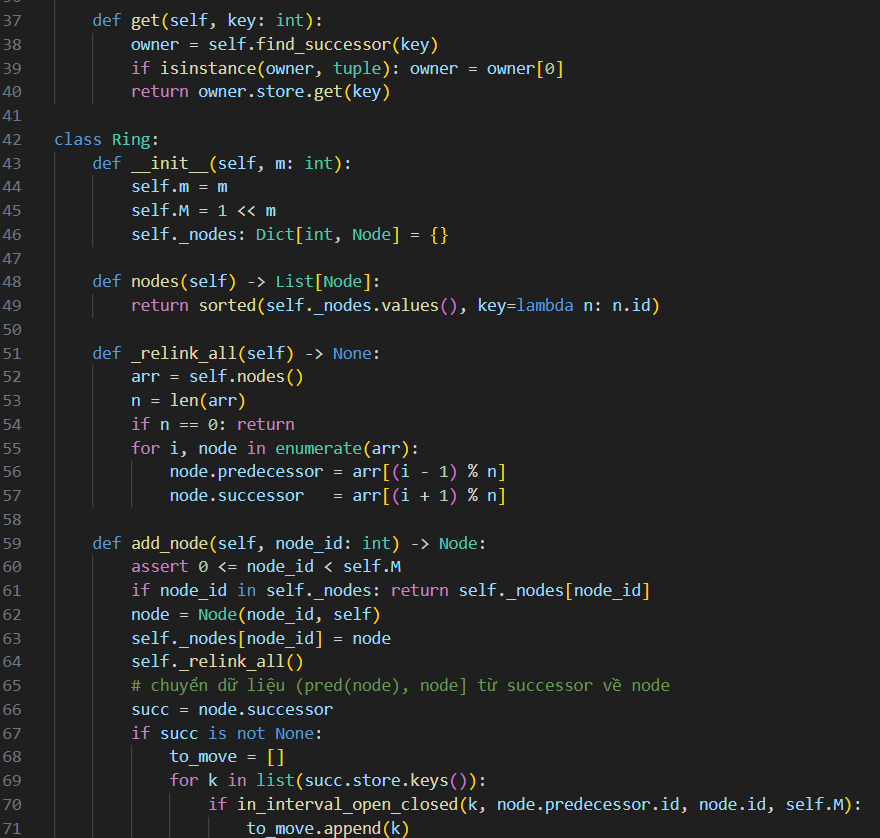 37 def get(self, key: int):
38 owner = self.find_successor(key)
39 if isinstance(owner, tuple): owner = owner[0]
40 return owner.store.get(key)
41
42 class Ring:
43 def __init__(self, m: int):
44 self.m = m
45 self.M = 1 << m
46 self._nodes: Dict[int, Node] = {}
47
48 def nodes(self) -> List[Node]:
49 return sorted(self._nodes.values(), key=lambda n: n.id)
50
51 def _relink_all(self) -> None:
52 arr = self.nodes()
53 n = len(arr)
54 if n == 0: return
55 for i, node in enumerate(arr):
56 node.predecessor = arr[(i - 1) % n]
57 node.successor   = arr[(i + 1) % n]
58
59 def add_node(self, node_id: int) -> Node:
60 assert 0 <= node_id < self.M
61 if node_id in self._nodes: return self._nodes[node_id]
62 node = Node(node_id, self)
63 self._nodes[node_id] = node
64 self._relink_all()
65 # chuyển dữ liệu (pred(node), node] từ successor về node
66 succ = node.successor
67 if succ is not None:
68 to_move = []
69 for k in list(succ.store.keys()):
70 if in_interval_open_closed(k, node.predecessor.id, node.id, self.M):
71 to_move.append(k)